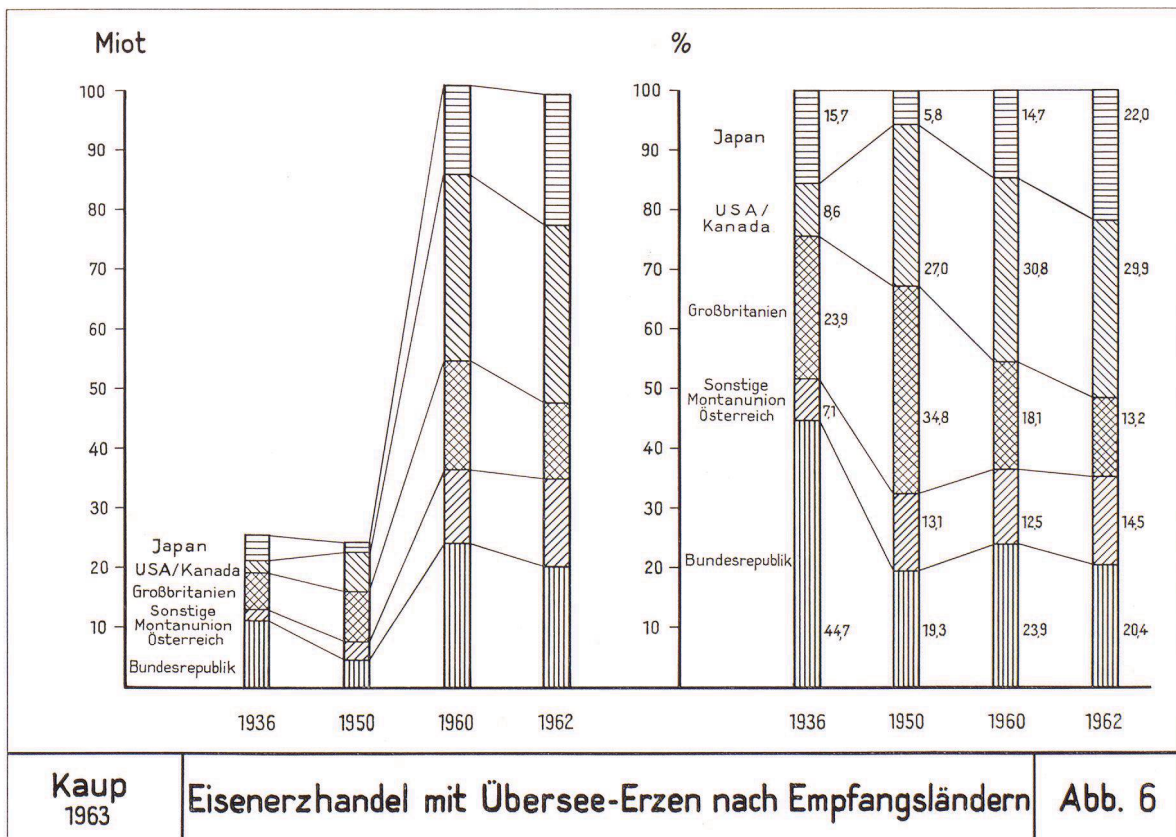 Miot
100
90
80
70
60
50
40
30
20
10
Japan
USA/Kanada
Großbritanien
Sonstige
Montanunion
Österreich
Bundesrepublik
1936 1950 1960 1962
%
100
90
80
70
60
50
40
30
20
10
Japan
USA/
Kanada
Großbritanien
Sonstige
Montanunion
Österreich
Bundesrepublik
15,7 5,8 14,7 22,0
8,6 27,0 30,8 29,9
23,9 34,8 18,1 13,2
7,1 13,1 12,5 14,5
44,7 19,3 23,9 20,4
1936 1950 1960 1962
Kaup
1963
Eisenerzhandel mit Übersee-Erzen nach Empfangsländern
Abb. 6